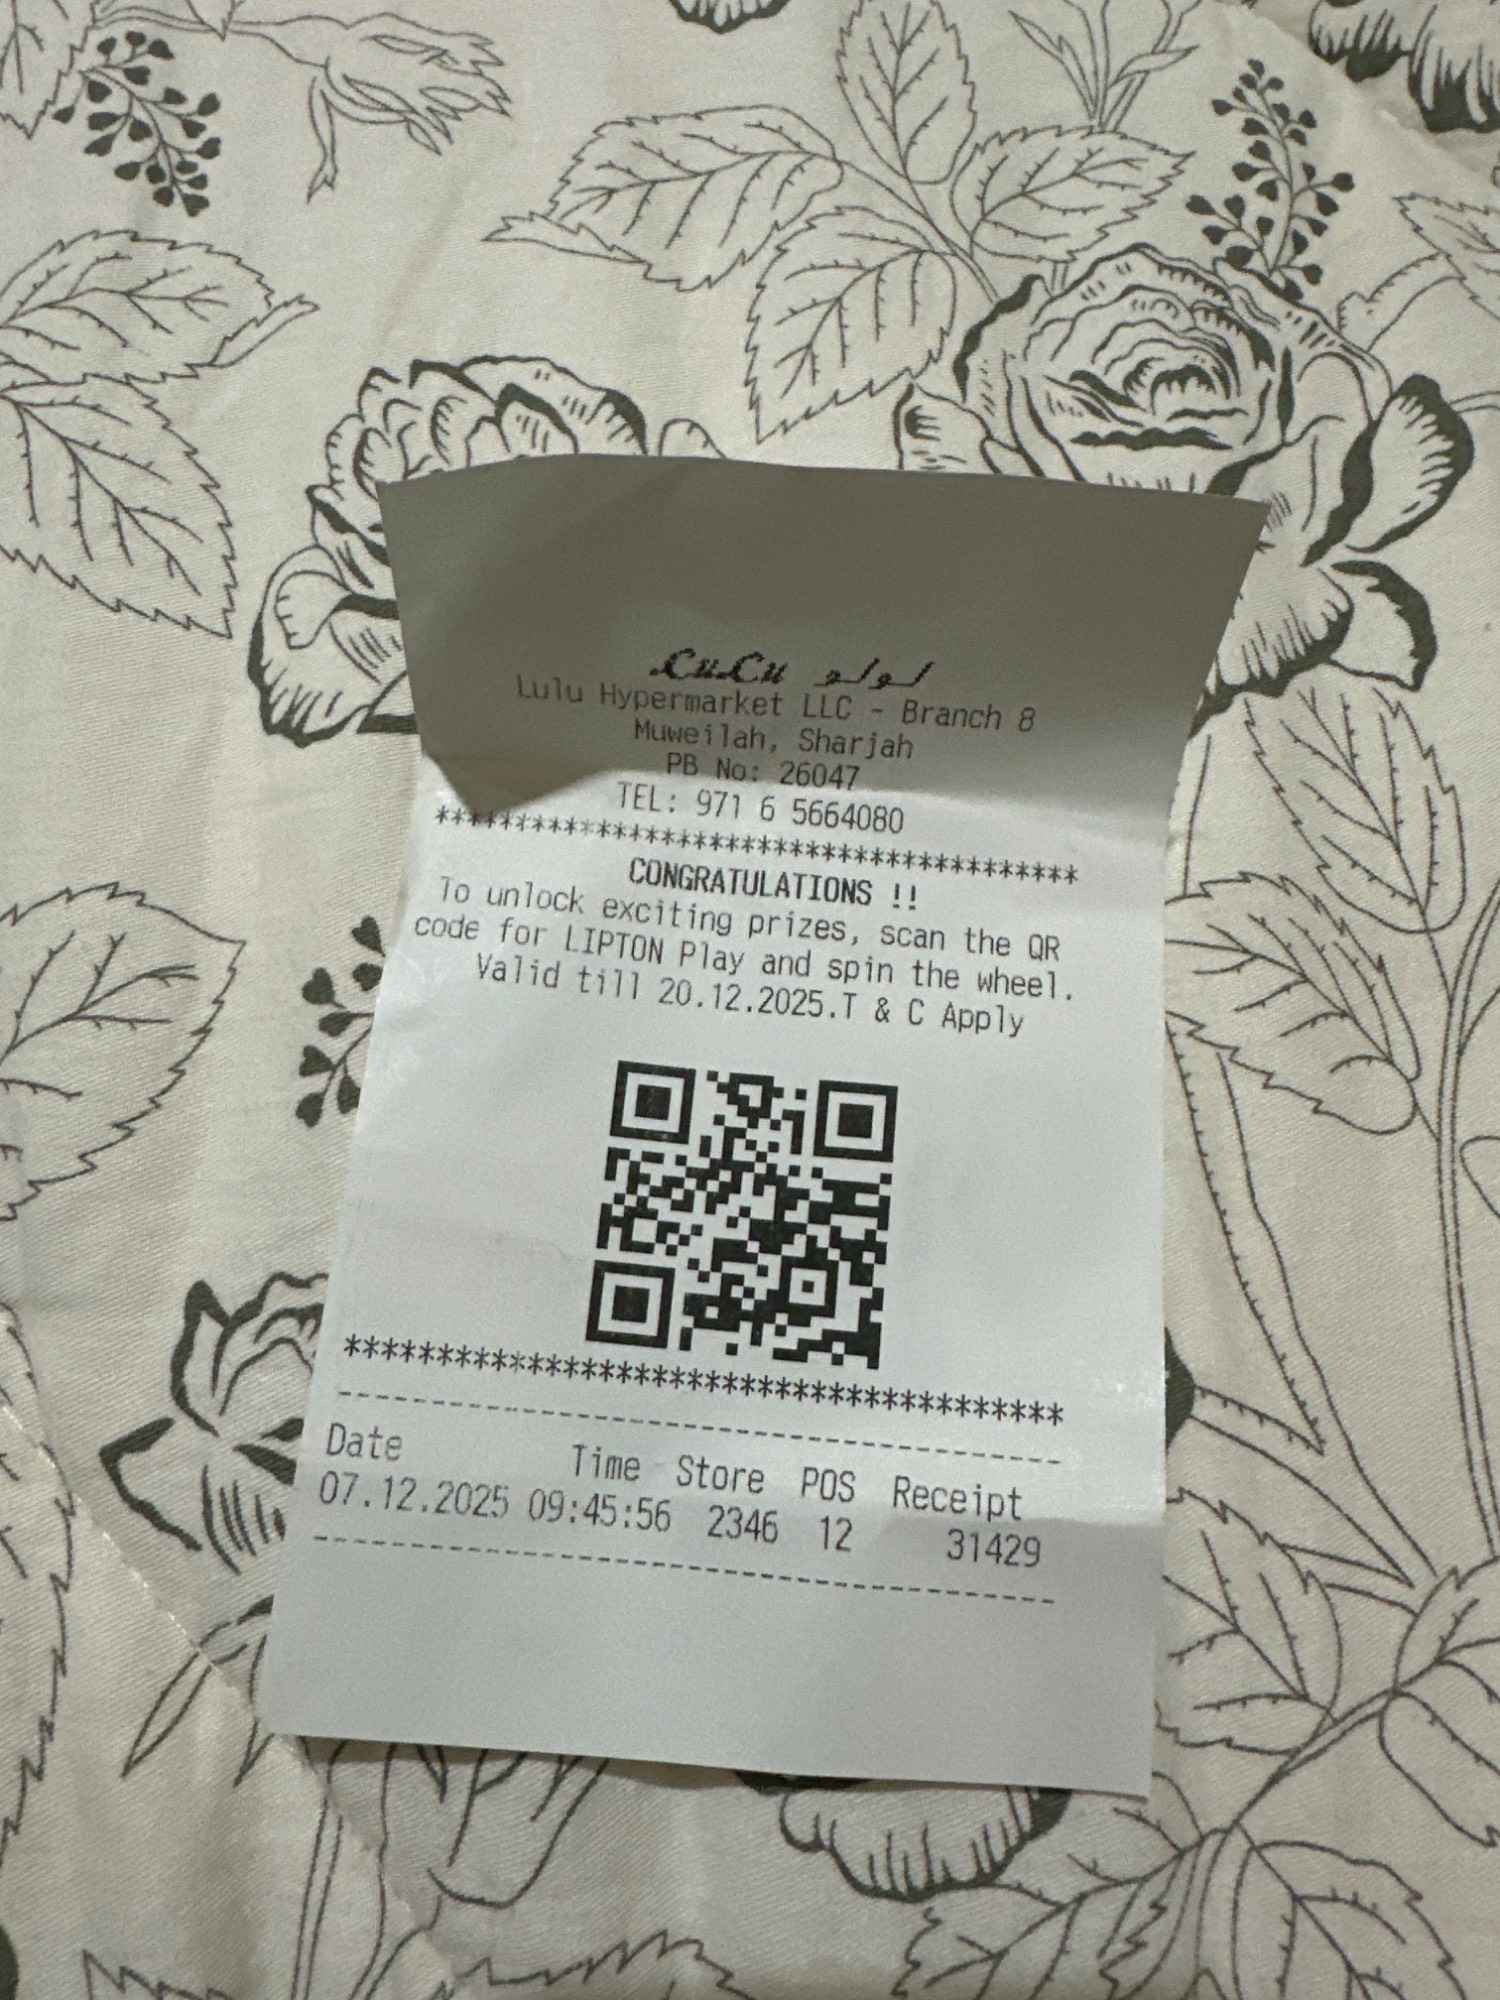 LuLu لولو
Lulu Hypermarket LLC - Branch 8
Muweilah, Sharjah
PB No: 26047
TEL: 971 6 5664080
****************************************
CONGRATULATIONS !!
To unlock exciting prizes, scan the QR
code for LIPTON Play and spin the wheel.
Valid till 20.12.2025.T & C Apply
****************************************
----------------------------------------
Date Time Store POS Receipt
07.12.2025 09:45:56 2346 12 31429
----------------------------------------